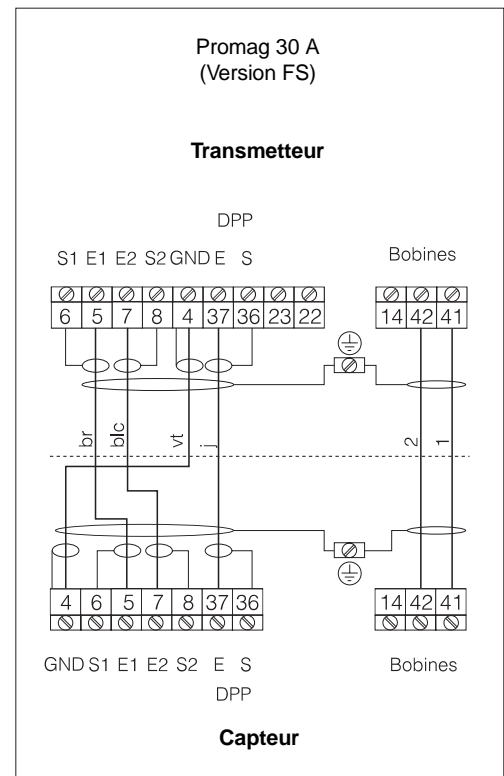 Promag 30 A
(Version FS)
Transmetteur
DPP
S1 E1 E2 S2 GND E S
Bobines
6 5 7 8 4 37 36 23 22
14 42 41
br blc vt j 2 1
4 6 5 7 8 37 36
14 42 41
GND S1 E1 E2 S2 E S
Bobines
DPP
Capteur